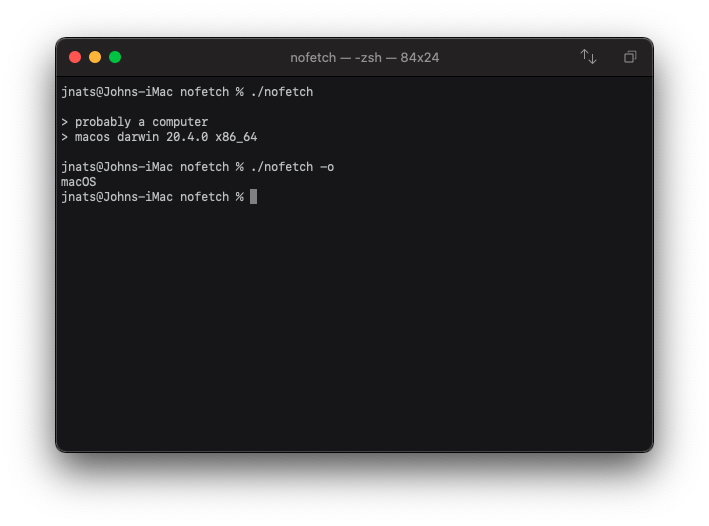 nofetch — -zsh — 84x24
jnats@Johns-iMac nofetch % ./nofetch
> probably a computer
> macos darwin 20.4.0 x86_64
jnats@Johns-iMac nofetch % ./nofetch -o
macOS
jnats@Johns-iMac nofetch %